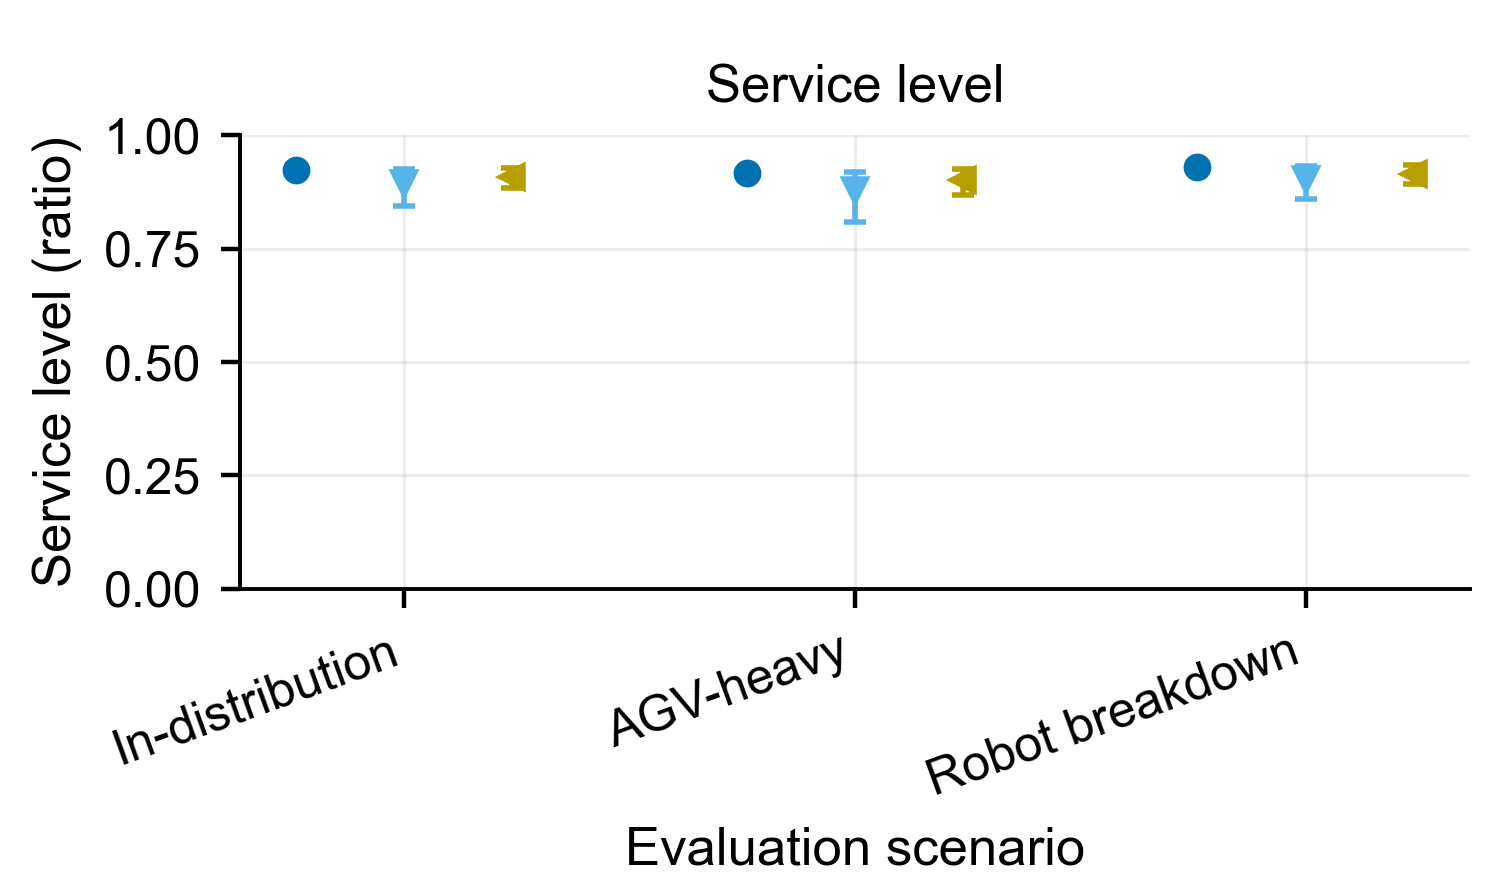 Service level
Service level (ratio)
1.00
0.75
0.50
0.25
0.00
In-distribution
AGV-heavy
Robot breakdown
Evaluation scenario